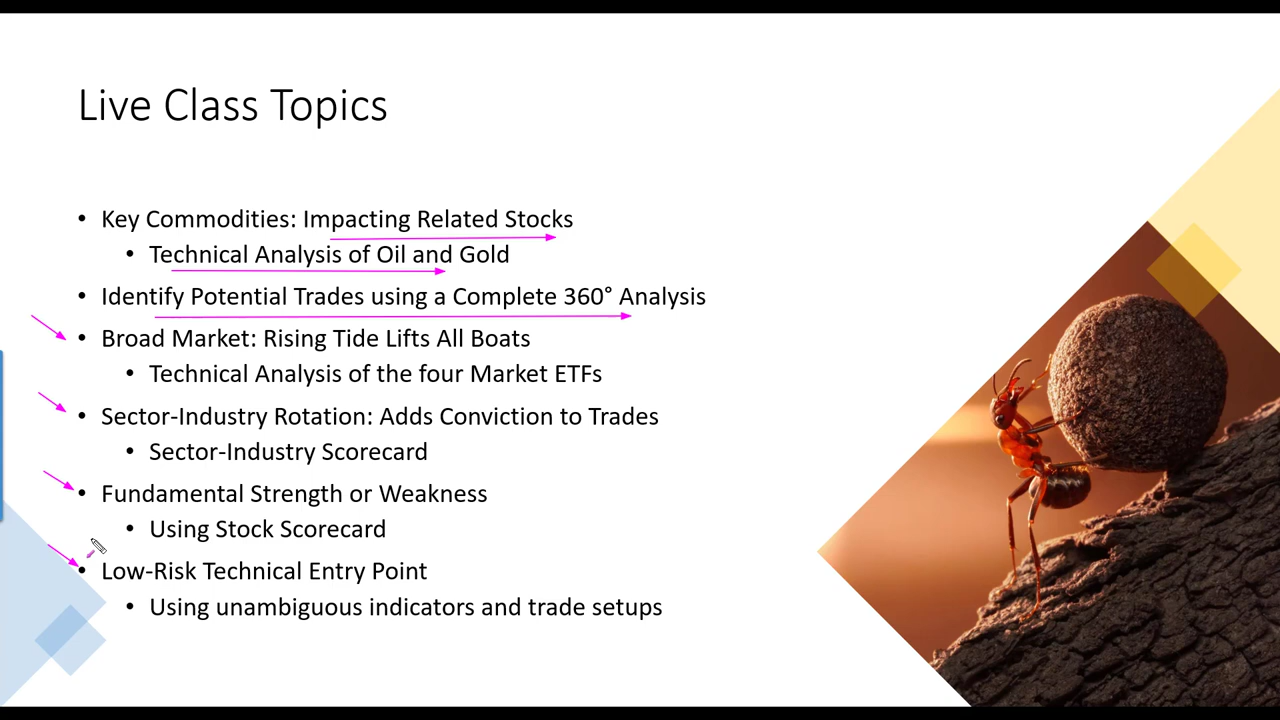 Live Class Topics
• Key Commodities: Impacting Related Stocks
• Technical Analysis of Oil and Gold
• Identify Potential Trades using a Complete 360° Analysis
• Broad Market: Rising Tide Lifts All Boats
• Technical Analysis of the four Market ETFs
• Sector-Industry Rotation: Adds Conviction to Trades
• Sector-Industry Scorecard
• Fundamental Strength or Weakness
• Using Stock Scorecard
• Low-Risk Technical Entry Point
• Using unambiguous indicators and trade setups